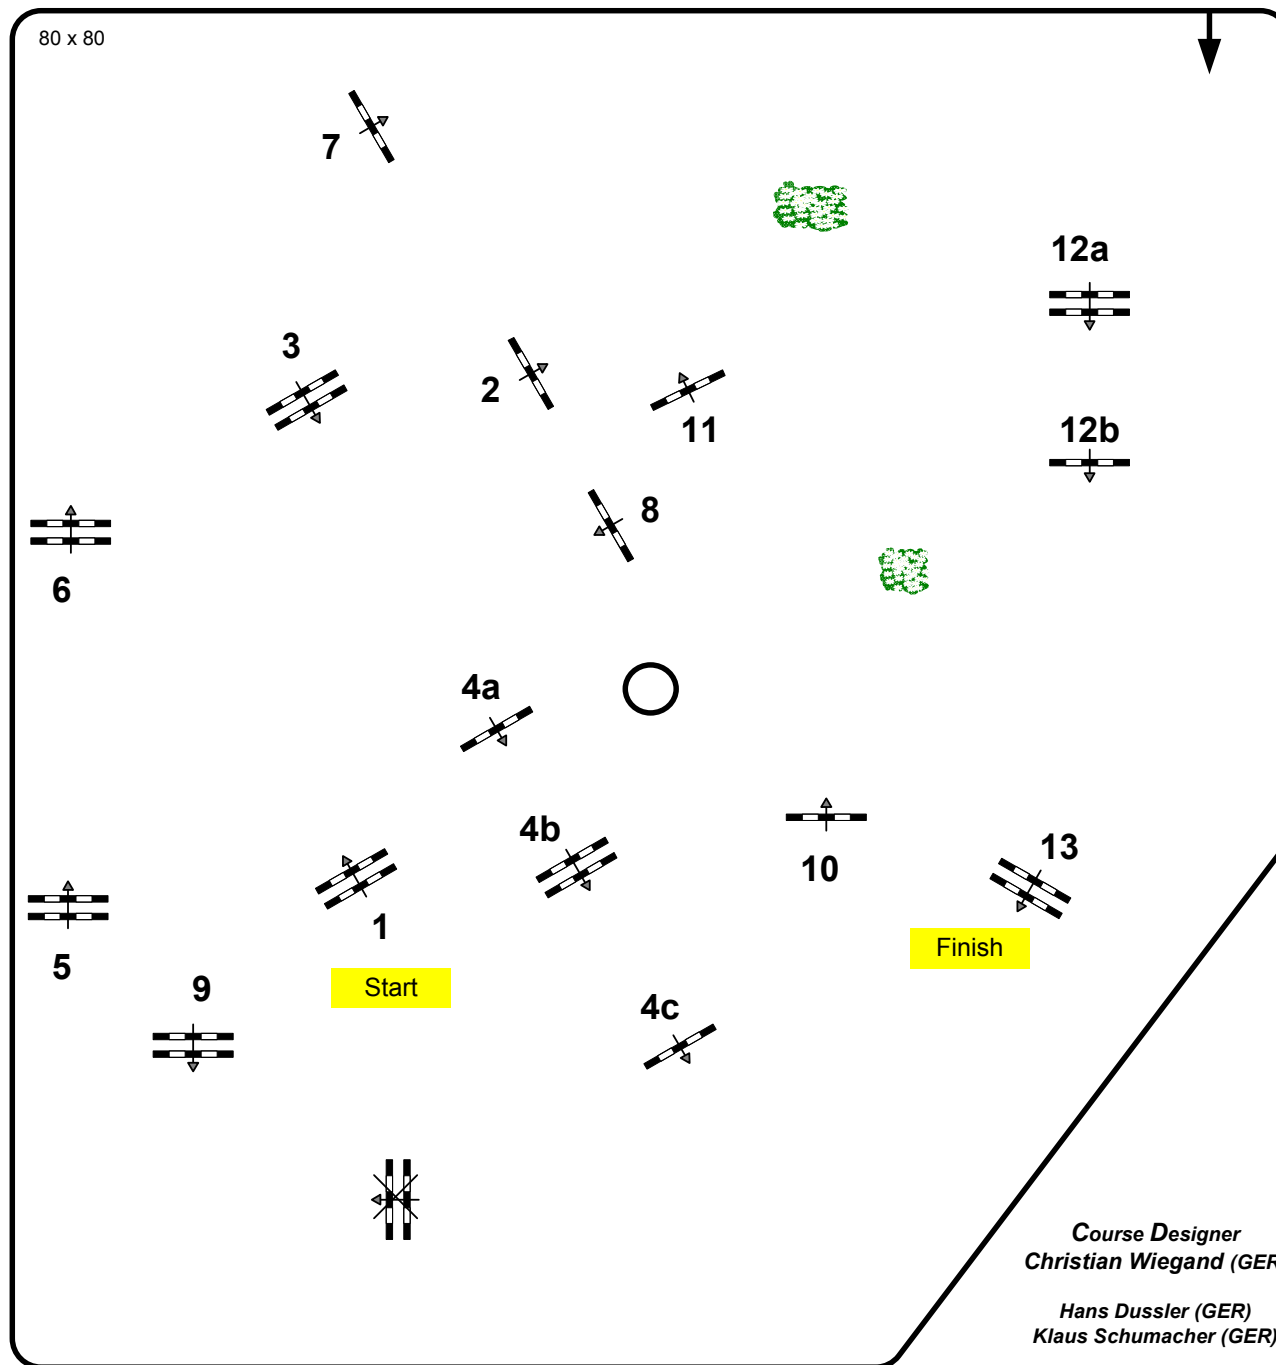 80 x 80
7
12a
3
2
11
12b
8
6
4a
4b
10
13
1
5
Finish
9
Start
4c
Course Designer
Christian Wiegand (GER
Hans Dussler (GER)
Klaus Schumacher (GER)